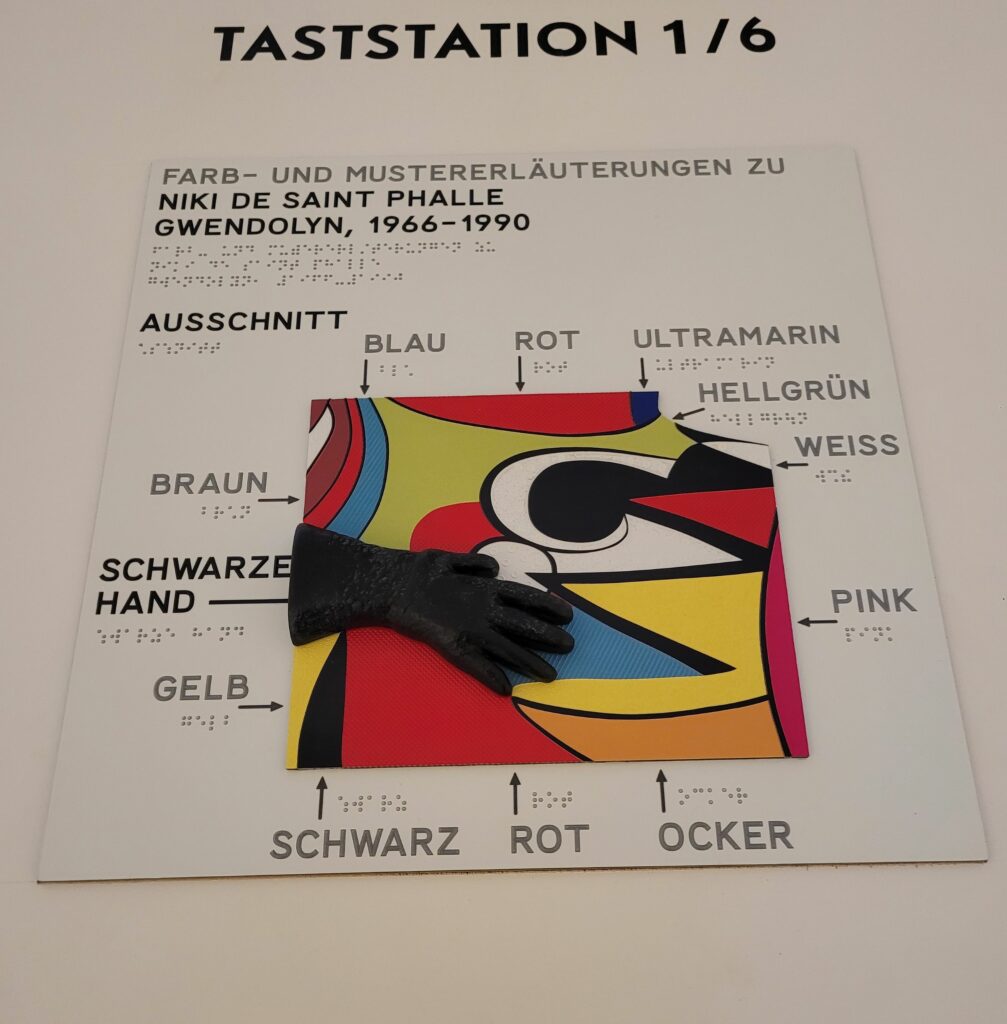 TASTSTATION 1/6
FARB- UND MUSTERERLÄUTERUNGEN ZU
NIKI DE SAINT PHALLE
GWENDOLYN, 1966-1990
AUSSCHNITT
BLAU
ROT
ULTRAMARIN
HELLGRÜN
WEISS
BRAUN
SCHWARZE
HAND
PINK
GELB
SCHWARZ
ROT
OCKER